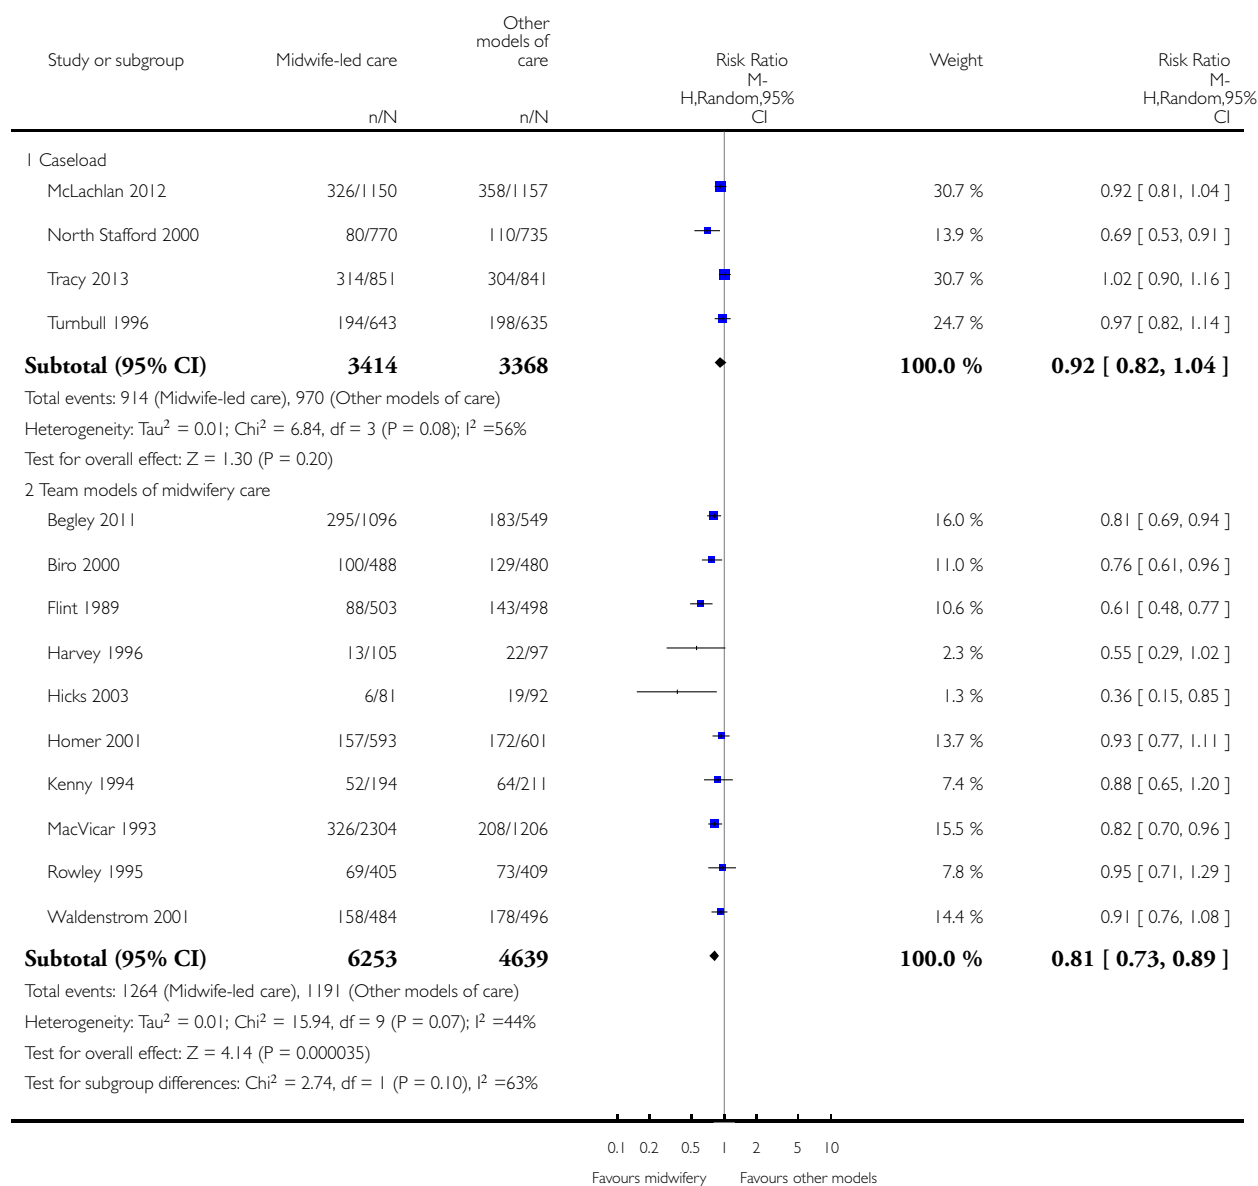 Study or subgroup Midwife-led care Other models of care Risk Ratio Weight Risk Ratio
n/N n/N M-H,Random,95% CI M-H,Random,95% CI
1 Caseload
McLachlan 2012 326/1150 358/1157 30.7 % 0.92 [ 0.81, 1.04 ]
North Stafford 2000 80/770 110/735 13.9 % 0.69 [ 0.53, 0.91 ]
Tracy 2013 314/851 304/841 30.7 % 1.02 [ 0.90, 1.16 ]
Turnbull 1996 194/643 198/635 24.7 % 0.97 [ 0.82, 1.14 ]
Subtotal (95% CI) 3414 3368 100.0 % 0.92 [ 0.82, 1.04 ]
Total events: 914 (Midwife-led care), 970 (Other models of care)
Heterogeneity: Tau² = 0.01; Chi² = 6.84, df = 3 (P = 0.08); I² =56%
Test for overall effect: Z = 1.30 (P = 0.20)
2 Team models of midwifery care
Begley 2011 295/1096 183/549 16.0 % 0.81 [ 0.69, 0.94 ]
Biro 2000 100/488 129/480 11.0 % 0.76 [ 0.61, 0.96 ]
Flint 1989 88/503 143/498 10.6 % 0.61 [ 0.48, 0.77 ]
Harvey 1996 13/105 22/97 2.3 % 0.55 [ 0.29, 1.02 ]
Hicks 2003 6/81 19/92 1.3 % 0.36 [ 0.15, 0.85 ]
Homer 2001 157/593 172/601 13.7 % 0.93 [ 0.77, 1.11 ]
Kenny 1994 52/194 64/211 7.4 % 0.88 [ 0.65, 1.20 ]
MacVicar 1993 326/2304 208/1206 15.5 % 0.82 [ 0.70, 0.96 ]
Rowley 1995 69/405 73/409 7.8 % 0.95 [ 0.71, 1.29 ]
Waldenstrom 2001 158/484 178/496 14.4 % 0.91 [ 0.76, 1.08 ]
Subtotal (95% CI) 6253 4639 100.0 % 0.81 [ 0.73, 0.89 ]
Total events: 1264 (Midwife-led care), 1191 (Other models of care)
Heterogeneity: Tau² = 0.01; Chi² = 15.94, df = 9 (P = 0.07); I² =44%
Test for overall effect: Z = 4.14 (P = 0.000035)
Test for subgroup differences: Chi² = 2.74, df = 1 (P = 0.10), I² =63%
0.1 0.2 0.5 1 2 5 10
Favours midwifery Favours other models